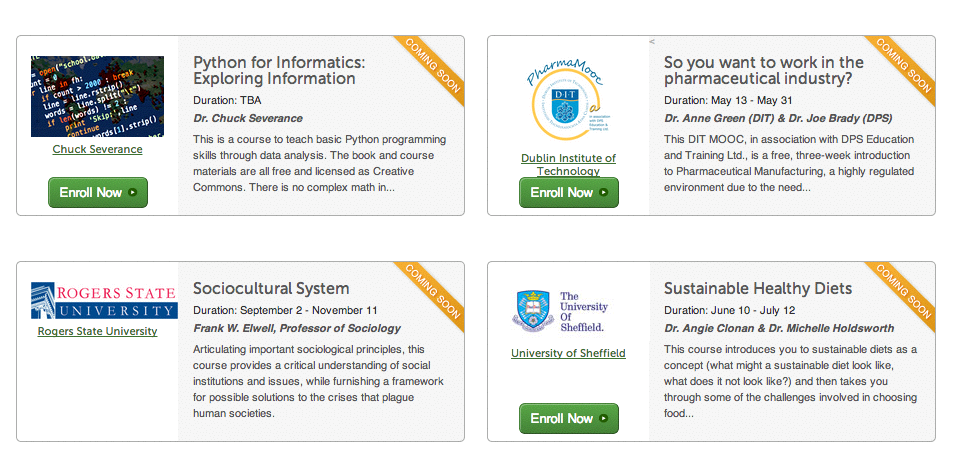 COMING SOON
= open("school.
count = 0
line in fh:
if count > 2000 : break
line = line.rstrip()
words = line.split(
if len(words) != 2 :
print 'Skip:',line
continue
words[1].strip()
Chuck Severance
Enroll Now
Python for Informatics:
Exploring Information
Duration: TBA
Dr. Chuck Severance
This is a course to teach basic Python programming
skills through data analysis. The book and course
materials are all free and licensed as Creative
Commons. There is no complex math in...
COMING SOON
<
PharmaMooc
DIT
a
in association with
DPS
Education &
Training Ltd.
Dublin Institute of
Technology
Enroll Now
So you want to work in the
pharmaceutical industry?
Duration: May 13 - May 31
Dr. Anne Green (DIT) & Dr. Joe Brady (DPS)
This DIT MOOC, in association with DPS Education
and Training Ltd., is a free, three-week introduction
to Pharmaceutical Manufacturing, a highly regulated
environment due to the need...
COMING SOON
ROGERS STATE
UNIVERSITY
Rogers State University
Sociocultural System
Duration: September 2 - November 11
Frank W. Elwell, Professor of Sociology
Articulating important sociological principles, this
course provides a critical understanding of social
institutions and issues, while furnishing a framework
for possible solutions to the crises that plague
human societies.
COMING SOON
The
University
Of
Sheffield.
University of Sheffield
Enroll Now
Sustainable Healthy Diets
Duration: June 10 - July 12
Dr. Angie Clonan & Dr. Michelle Holdsworth
This course introduces you to sustainable diets as a
concept (what might a sustainable diet look like,
what does it not look like?) and then takes you
through some of the challenges involved in choosing
food...